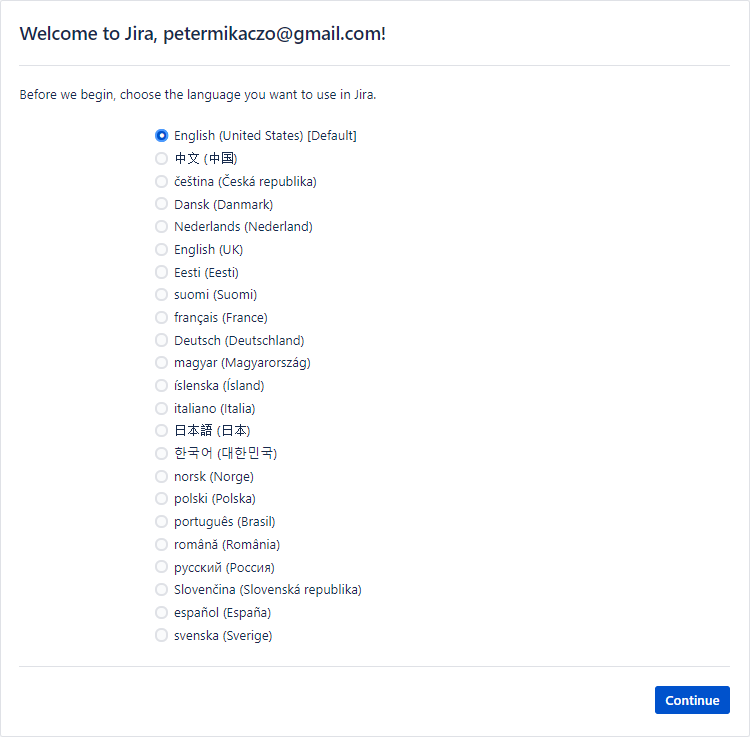 Welcome to Jira, petermikaczo@gmail.com!
Before we begin, choose the language you want to use in Jira.
English (United States) [Default]
中文 (中国)
čeština (Česká republika)
Dansk (Danmark)
Nederlands (Nederland)
English (UK)
Eesti (Eesti)
suomi (Suomi)
français (France)
Deutsch (Deutschland)
magyar (Magyarország)
íslenska (Ísland)
italiano (Italia)
日本語 (日本)
한국어 (대한민국)
norsk (Norge)
polski (Polska)
português (Brasil)
română (România)
русский (Россия)
Slovenčina (Slovenská republika)
español (España)
svenska (Sverige)
Continue